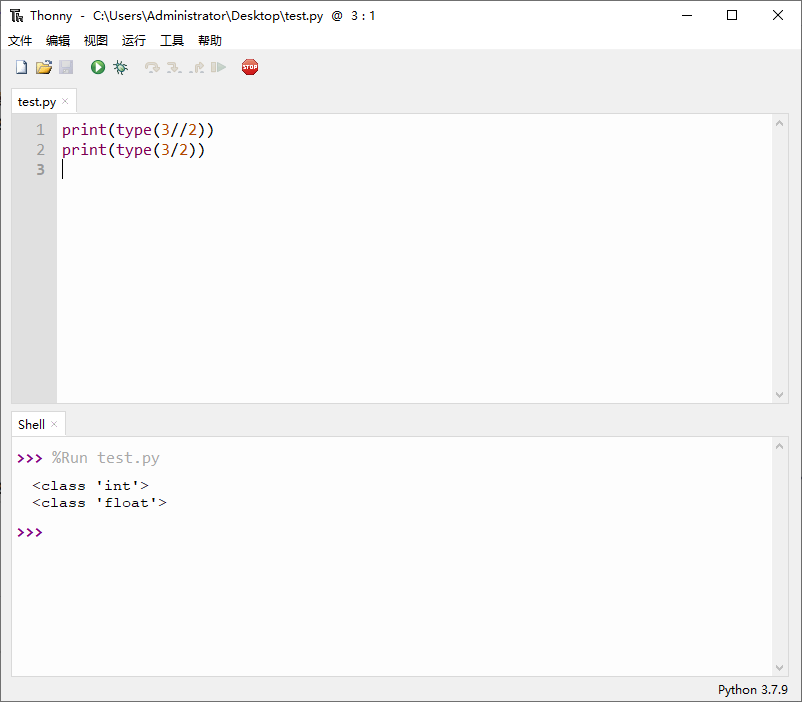 Thonny - C:\Users\Administrator\Desktop\test.py @ 3 : 1
文件 编辑 视图 运行 工具 帮助
STOP
test.py ×
1 print(type(3//2))
2 print(type(3/2))
3
Shell ×
>>> %Run test.py
<class 'int'>
<class 'float'>
>>>
Python 3.7.9